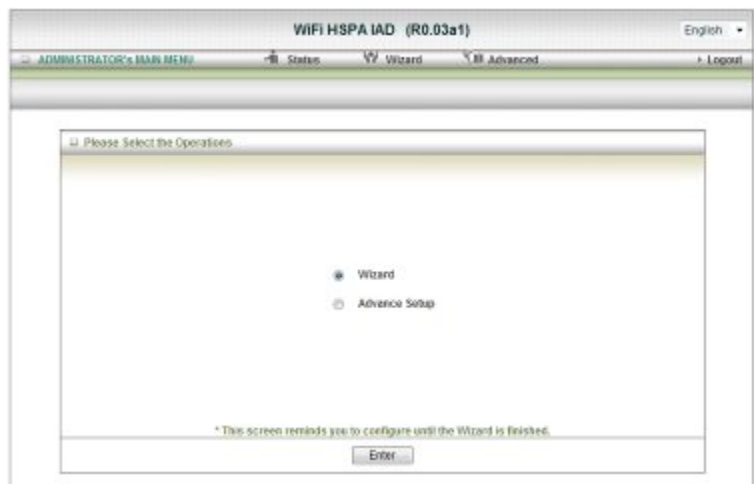 WiFi HSPA IAD (R0.03a1)
English
ADMINISTRATOR's MAIN MENU Status Wizard Advanced Logout
Please Select the Operations
Wizard
Advance Setup
* This screen reminds you to configure until the Wizard is finished.
Enter